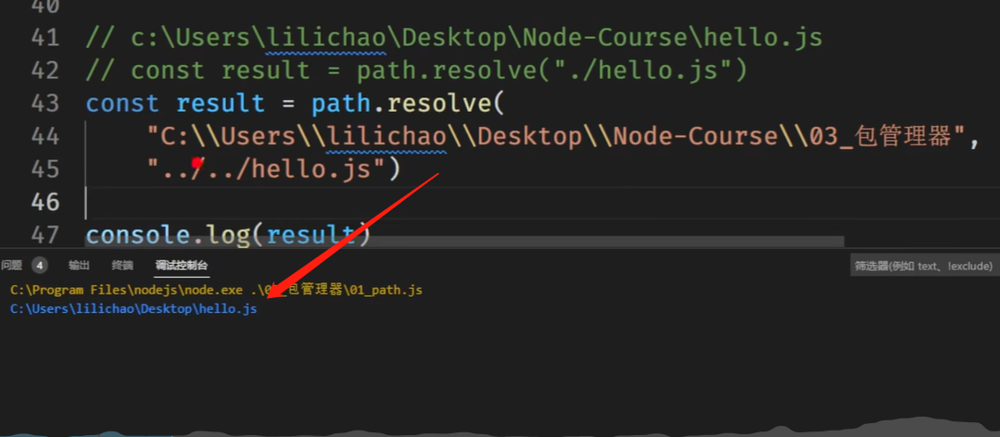 40
41 // c:\Users\lilichao\Desktop\Node-Course\hello.js
42 // const result = path.resolve("./hello.js")
43 const result = path.resolve(
44 "C:\\Users\\lilichao\\Desktop\\Node-Course\\03_包管理器",
45 "../../hello.js")
46
47 console.log(result)
问题 4 输出 终端 调试控制台 筛选器(例如 text、!exclude)
C:\Program Files\nodejs\node.exe .\03_包管理器\01_path.js
C:\Users\lilichao\Desktop\hello.js